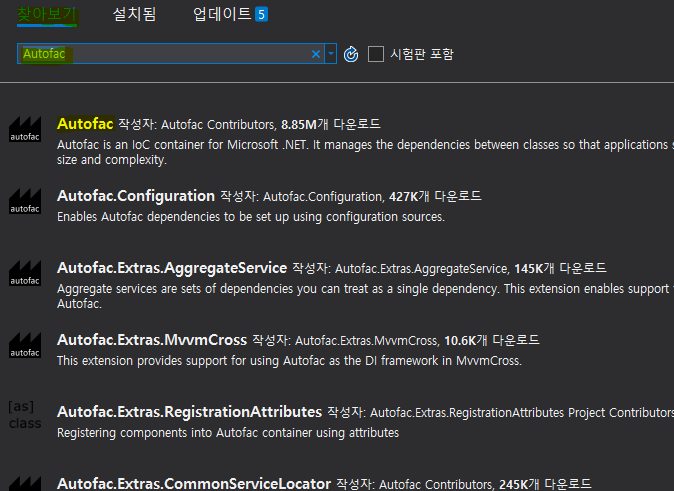 찾아보기 설치됨 업데이트 5
Autofac 시험판 포함
autofac Autofac 작성자: Autofac Contributors, 8.85M개 다운로드
Autofac is an IoC container for Microsoft .NET. It manages the dependencies between classes so that applications s
size and complexity.
autofac Autofac.Configuration 작성자: Autofac.Configuration, 427K개 다운로드
Enables Autofac dependencies to be set up using configuration sources.
autofac Autofac.Extras.AggregateService 작성자: Autofac.Extras.AggregateService, 145K개 다운로드
Aggregate services are sets of dependencies you can treat as a single dependency. This extension enables support
Autofac.
autofac Autofac.Extras.MvvmCross 작성자: Autofac.Extras.MvvmCross, 10.6K개 다운로드
This extension provides support for using Autofac as the DI framework in MvvmCross.
[as]
class
Autofac.Extras.RegistrationAttributes 작성자: Autofac.Extras.RegistrationAttributes Project Contributors
Registering components into Autofac container using attributes
Autofac.Extras.CommonServiceLocator 작성자: Autofac Contributors, 245K개 다운로드